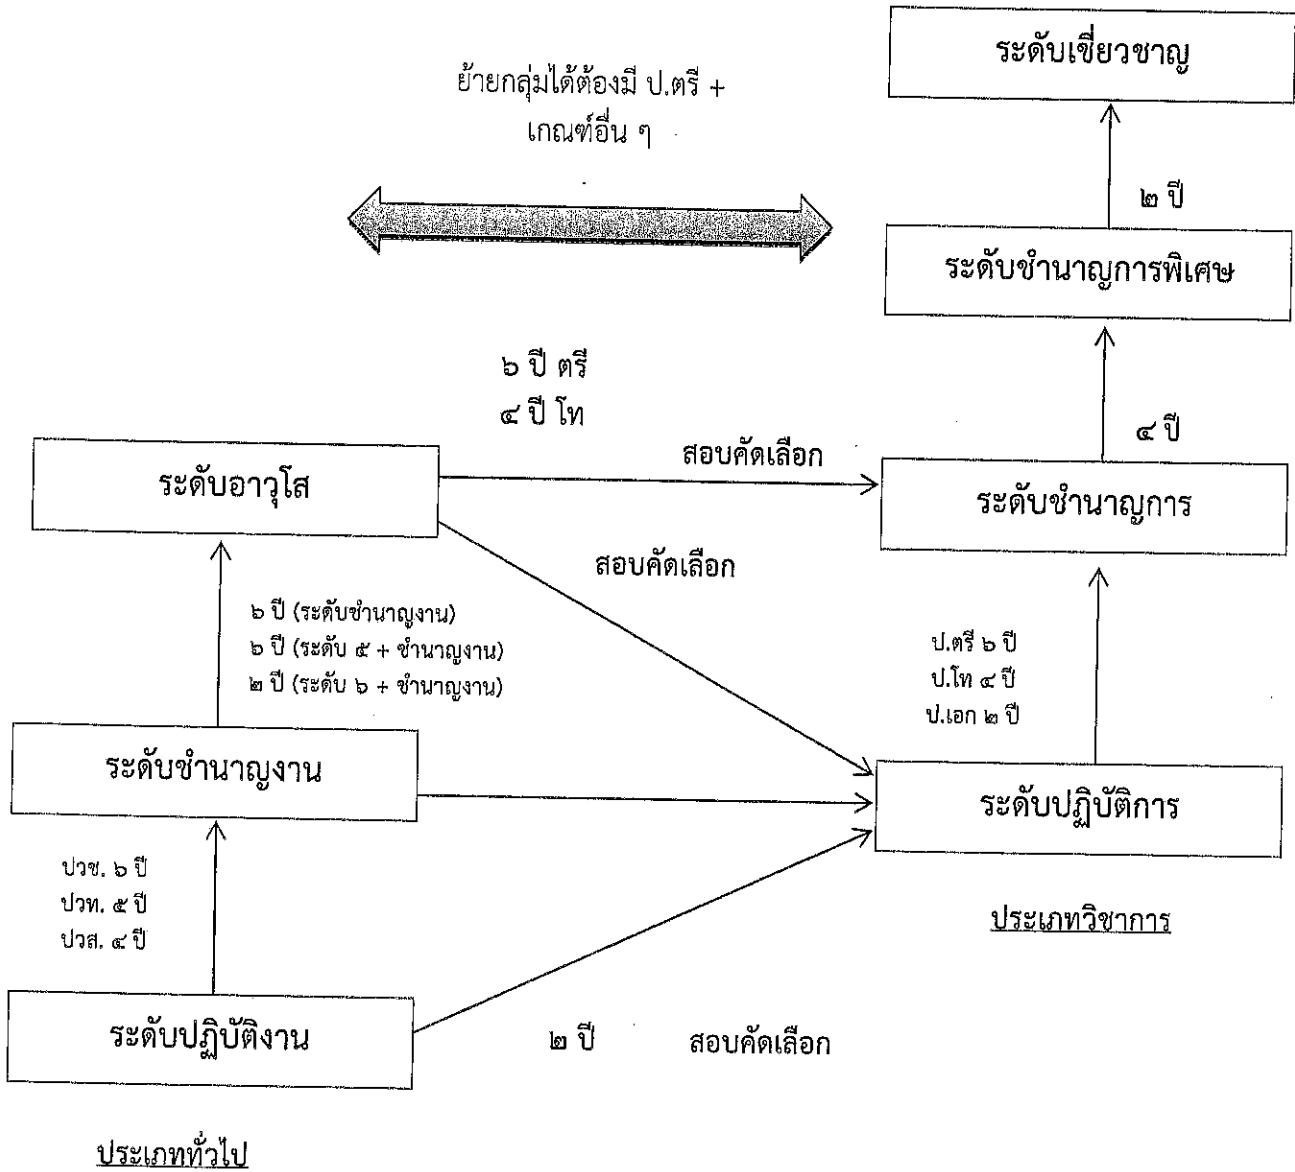 ระดับเชี่ยวชาญ
ย้ายกลุ่มได้ต้องมี ป.ตรี +
เกณฑ์อื่น ๆ
๒ ปี
ระดับชำนาญการพิเศษ
๖ ปี ตรี
๔ ปี โท
๔ ปี
สอบคัดเลือก
ระดับอาวุโส
ระดับชำนาญการ
สอบคัดเลือก
๖ ปี (ระดับชำนาญงาน)
๖ ปี (ระดับ ๕ + ชำนาญงาน)
๒ ปี (ระดับ ๖ + ชำนาญงาน)
ป.ตรี ๖ ปี
ป.โท ๔ ปี
ป.เอก ๒ ปี
ระดับชำนาญงาน
ระดับปฏิบัติการ
ปวช. ๖ ปี
ปวท. ๕ ปี
ปวส. ๔ ปี
ประเภทวิชาการ
ระดับปฏิบัติงาน
๒ ปี
สอบคัดเลือก
ประเภททั่วไป